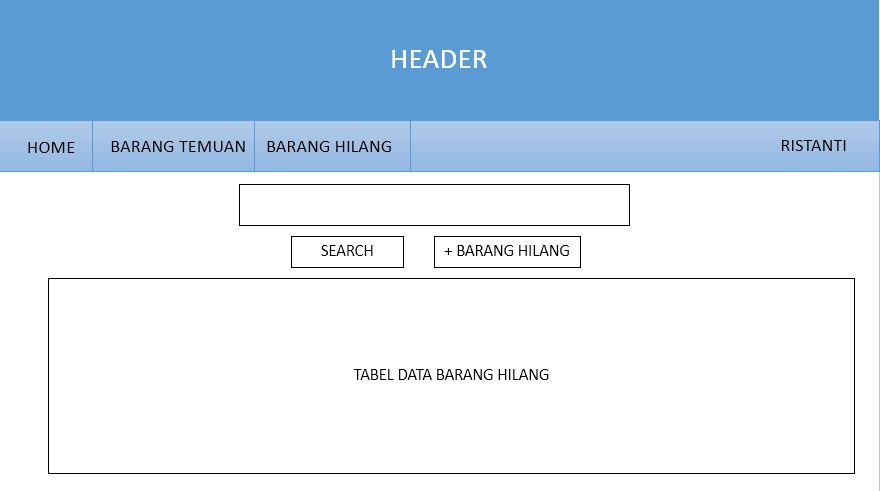 HEADER
HOME
BARANG TEMUAN
BARANG HILANG
RISTANTI
SEARCH
+ BARANG HILANG
TABEL DATA BARANG HILANG